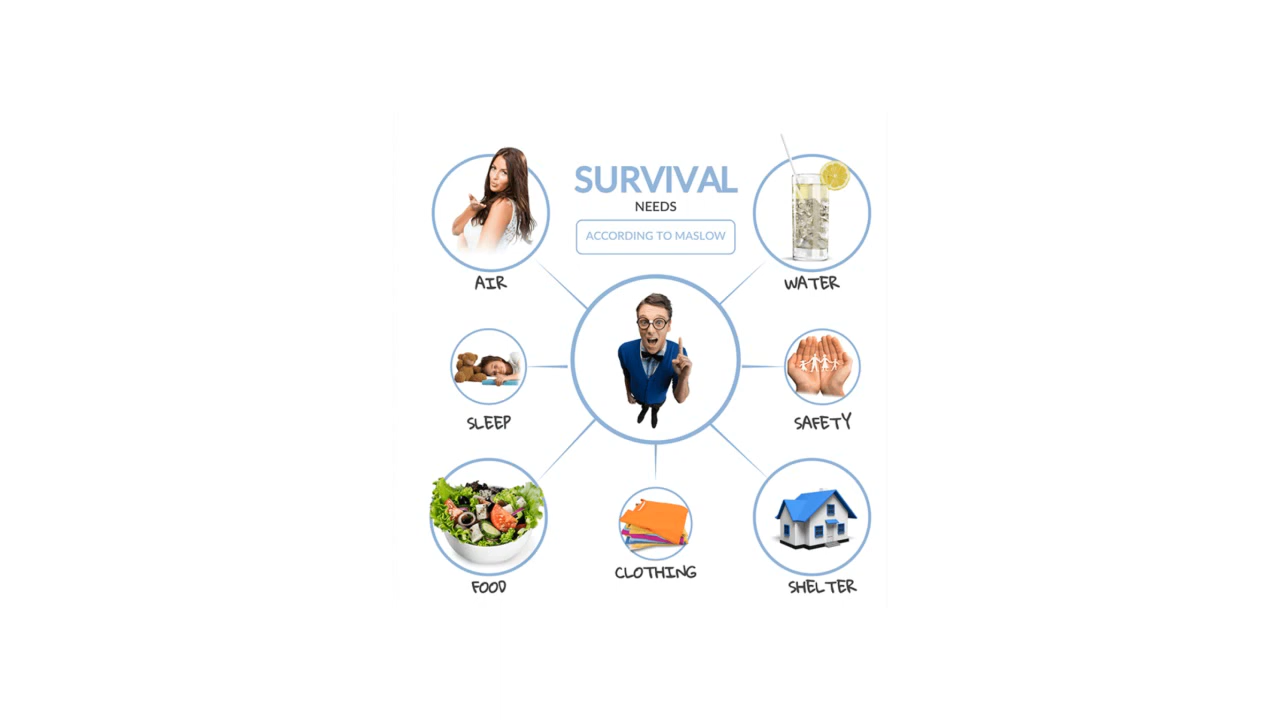 SURVIVAL
NEEDS
ACCORDING TO MASLOW
AIR
WATER
SLEEP
SAFETY
FOOD
CLOTHING
SHELTER